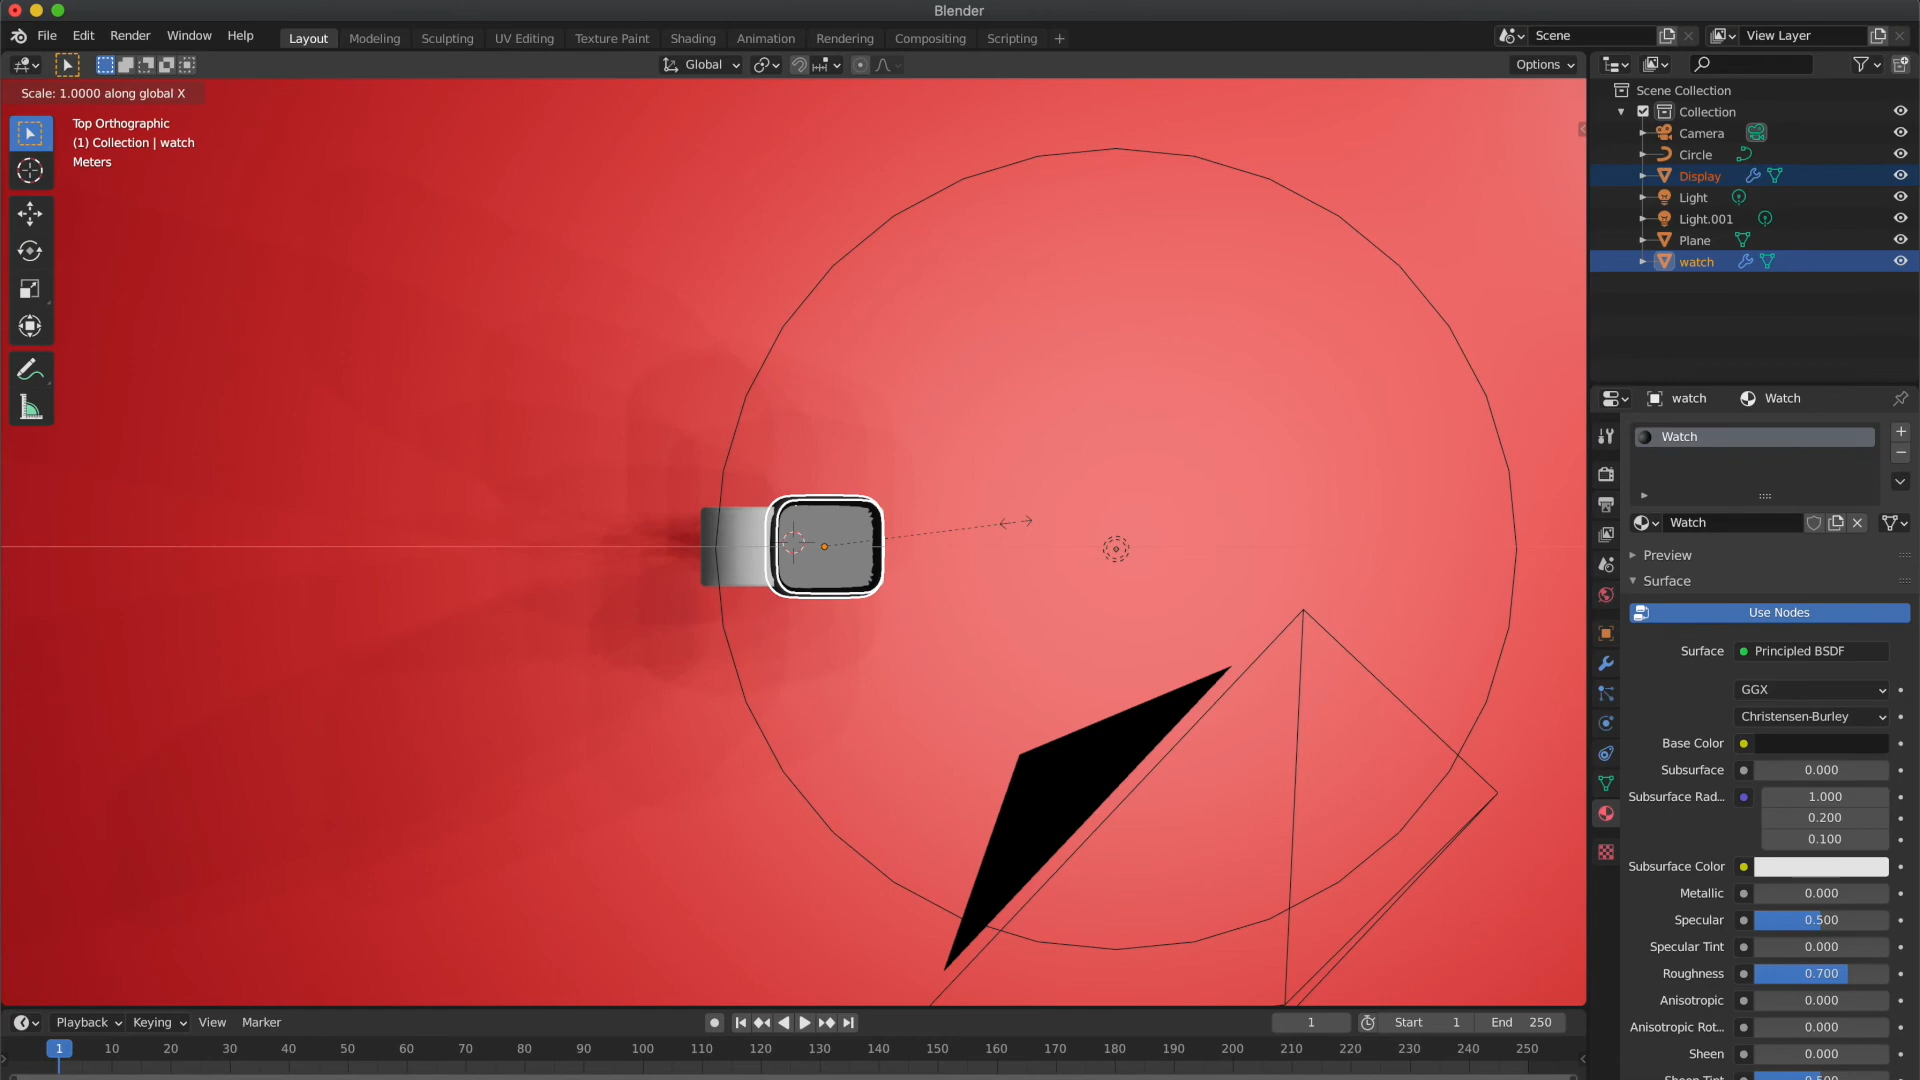 Blender
File Edit Render Window Help Layout Modeling Sculpting UV Editing Texture Paint Shading Animation Rendering Compositing Scripting + Scene View Layer
Global Options
Scale: 1.0000 along global X
Top Orthographic
(1) Collection | watch
Meters
Scene Collection
Collection
Camera
Circle
Display
Light
Light.001
Plane
watch
watch Watch
Watch
Watch
Preview
Surface
Use Nodes
Surface Principled BSDF
GGX
Christensen-Burley
Base Color
Subsurface 0.000
Subsurface Rad... 1.000
0.200
0.100
Subsurface Color
Metallic 0.000
Specular 0.500
Specular Tint 0.000
Roughness 0.700
Anisotropic 0.000
Anisotropic Rot... 0.000
Sheen 0.000
Sheen Tint 0.500
Playback Keying View Marker 1 Start 1 End 250
1 10 20 30 40 50 60 70 80 90 100 110 120 130 140 150 160 170 180 190 200 210 220 230 240 250